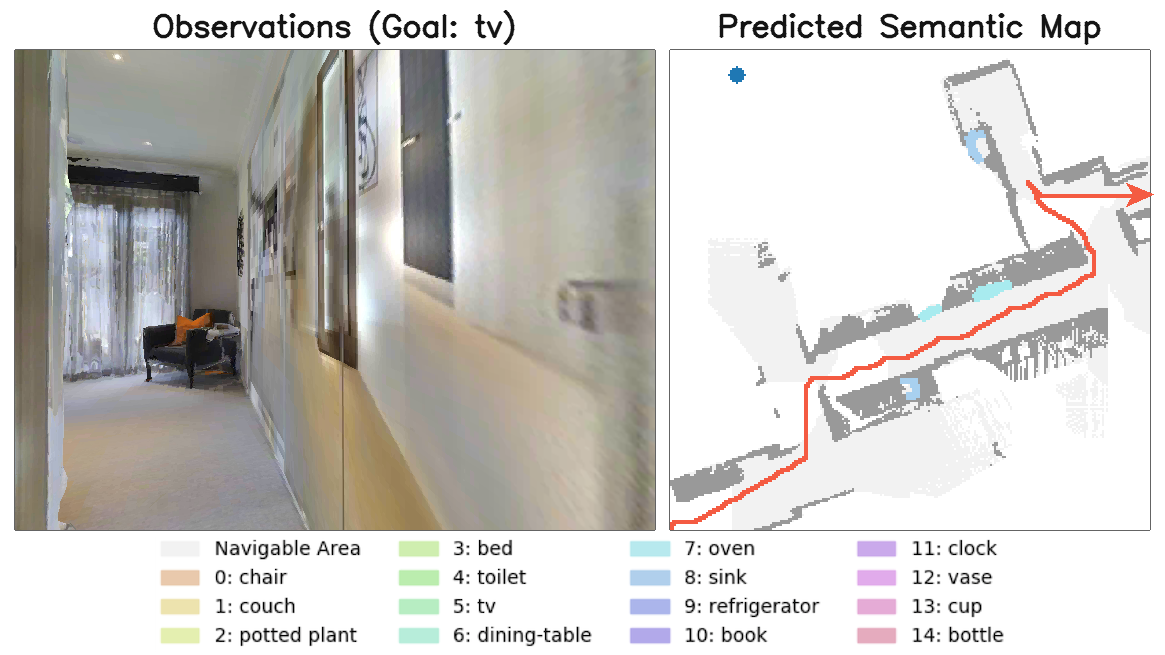 Observations (Goal: tv)
Predicted Semantic Map
Navigable Area
0: chair
1: couch
2: potted plant
3: bed
4: toilet
5: tv
6: dining-table
7: oven
8: sink
9: refrigerator
10: book
11: clock
12: vase
13: cup
14: bottle